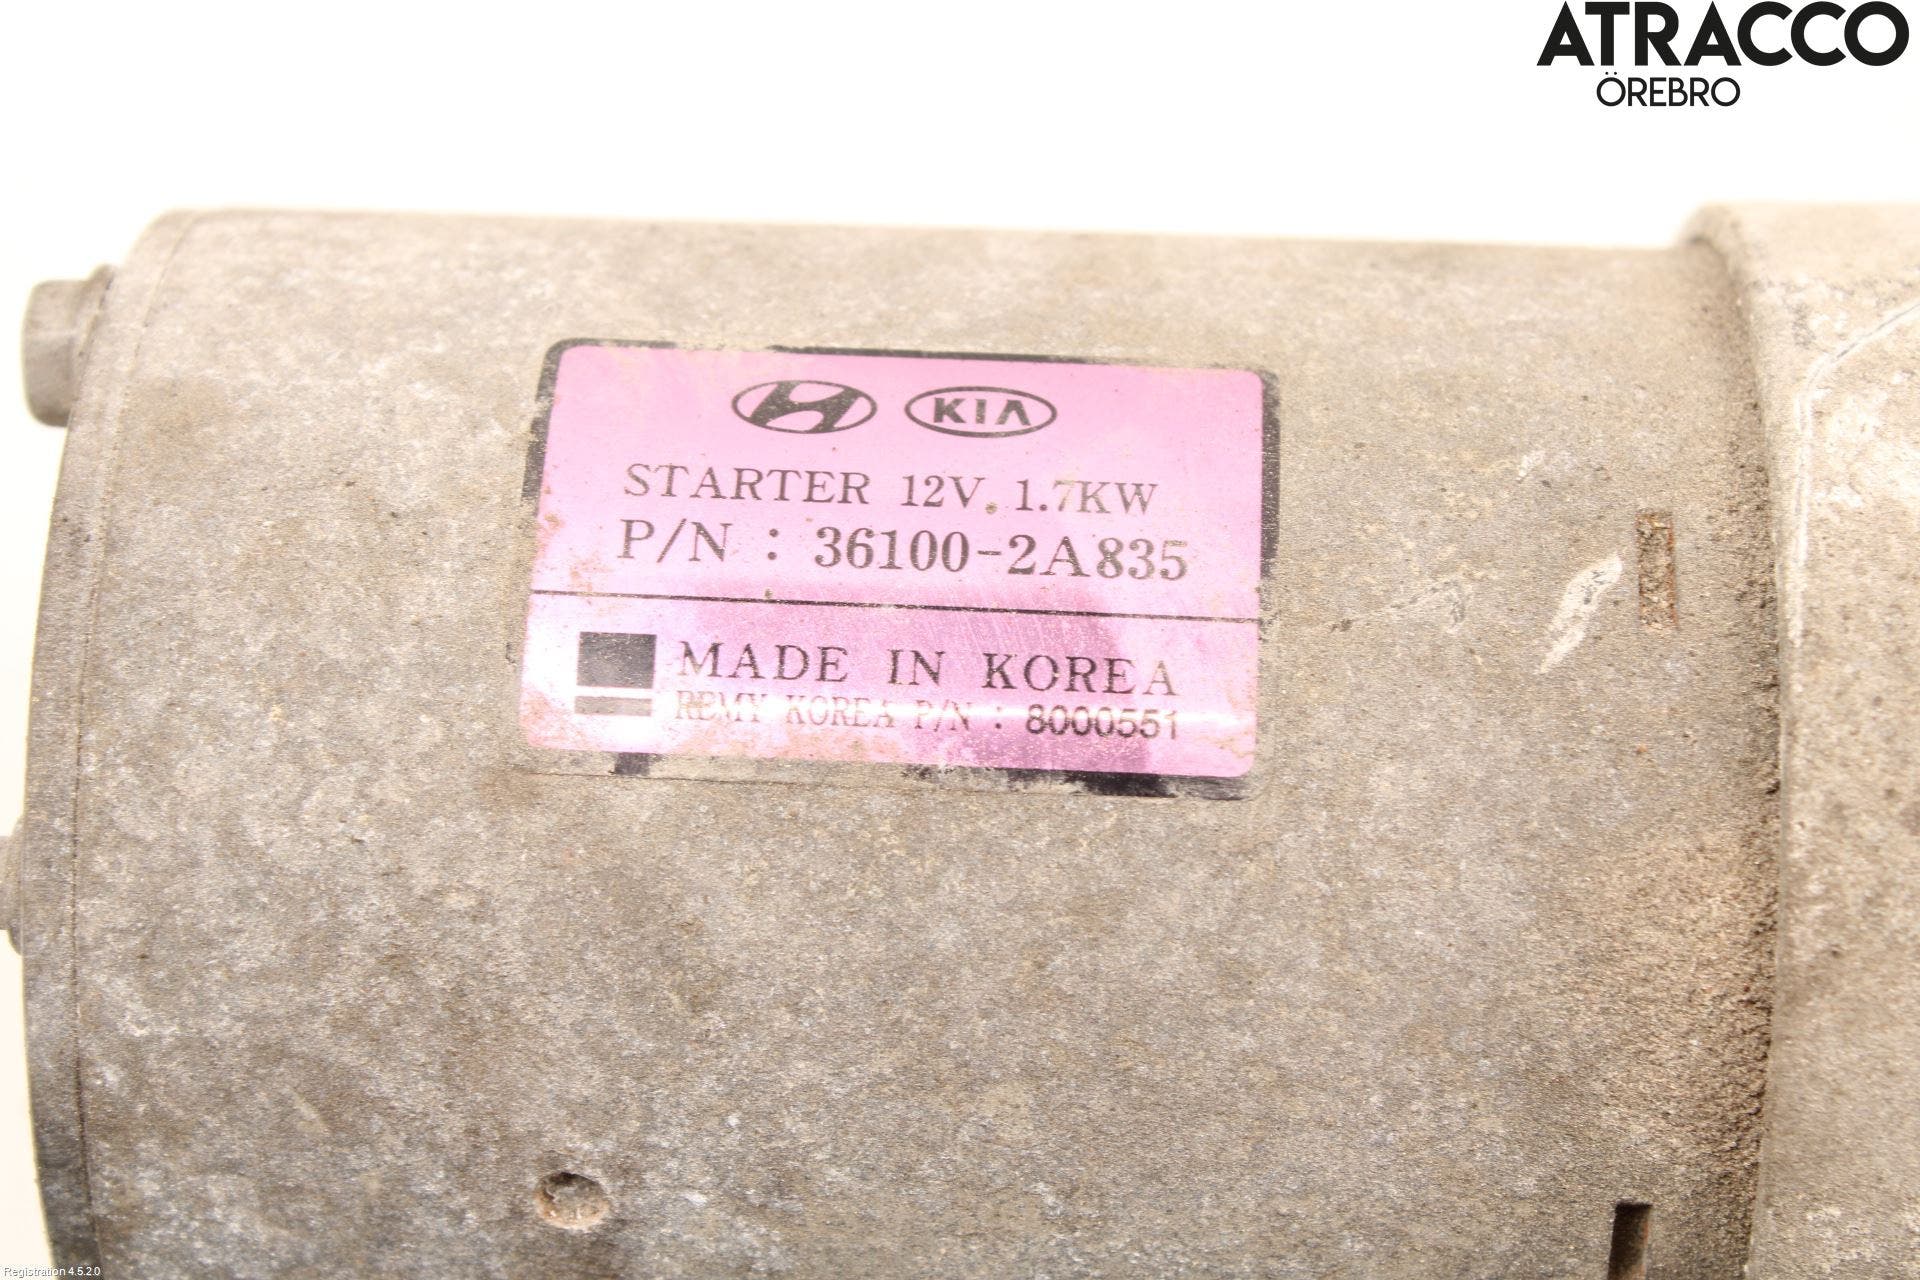 ATRACCO
ÖREBRO
KIA
STARTER 12V. 1.7KW
P/N : 36100-2A835
MADE IN KOREA
REMY KOREA P/N : 8000551
Registration 4.5.2.0